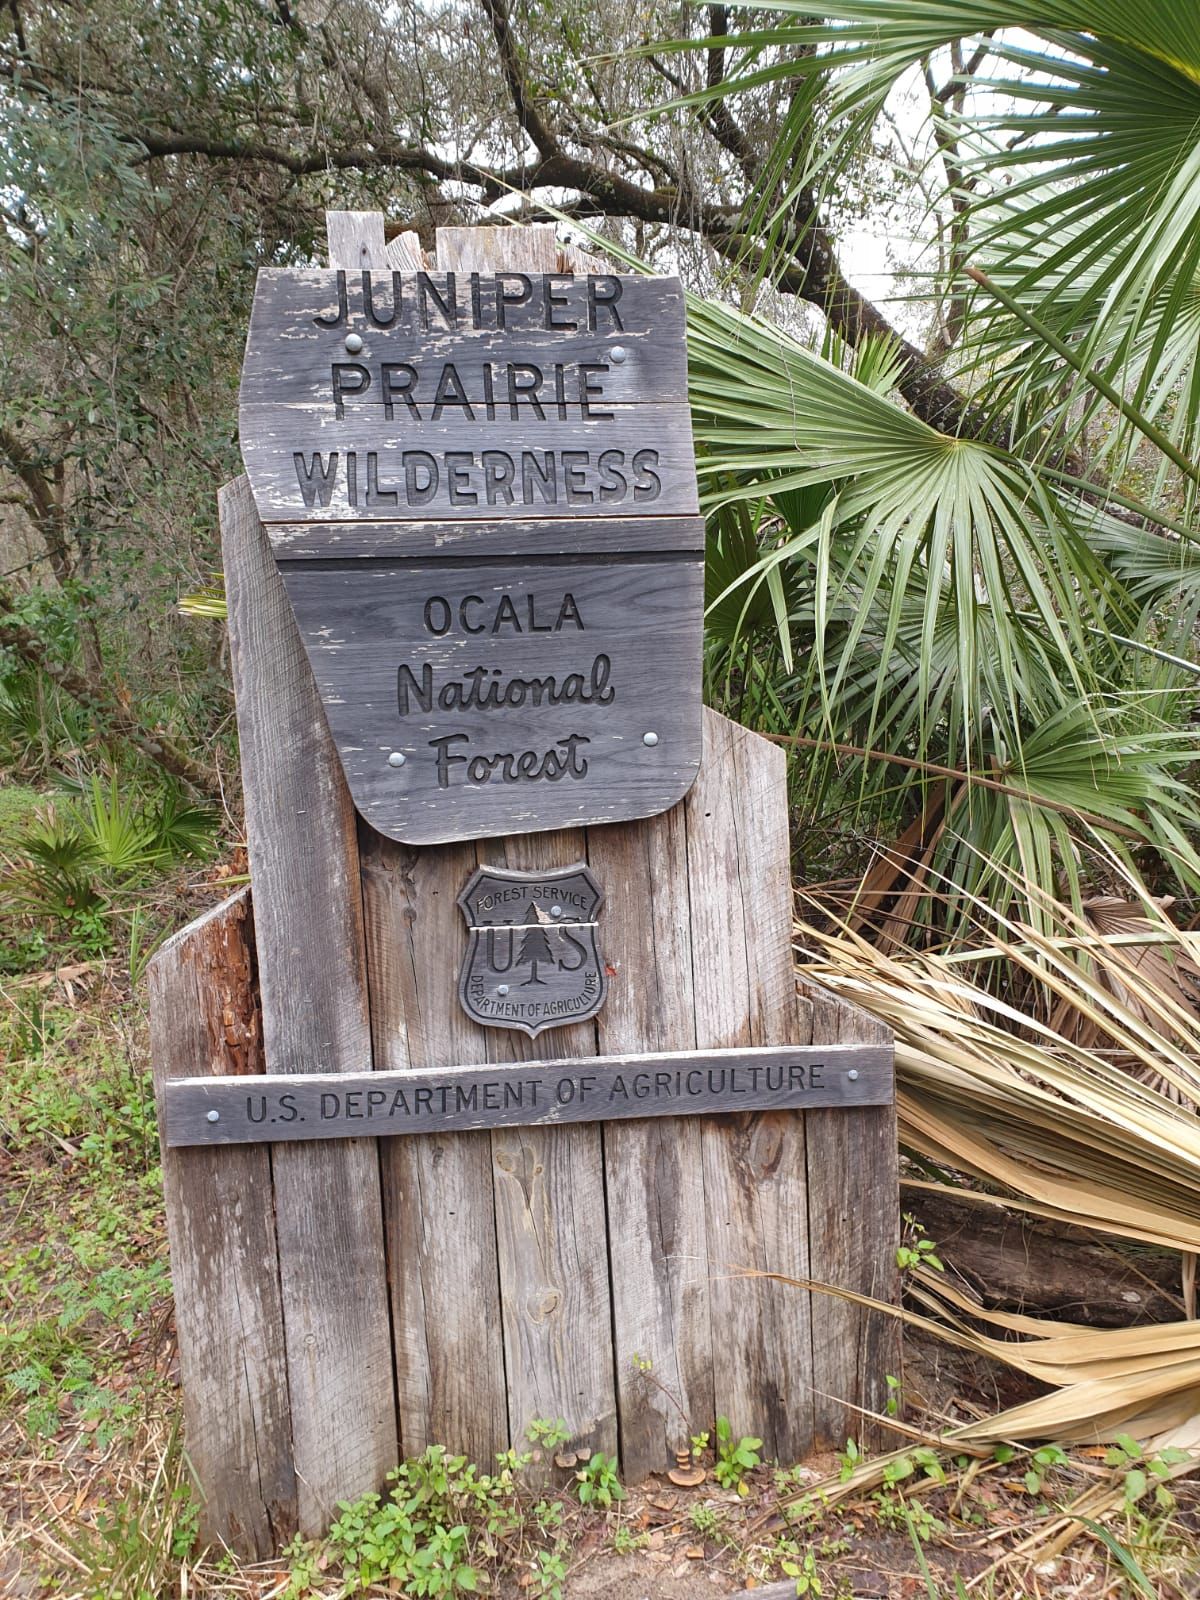 JUNIPER
PRAIRIE
WILDERNESS
OCALA
National
Forest
FOREST SERVICE
U S
DEPARTMENT OF AGRICULTURE
U.S. DEPARTMENT OF AGRICULTURE